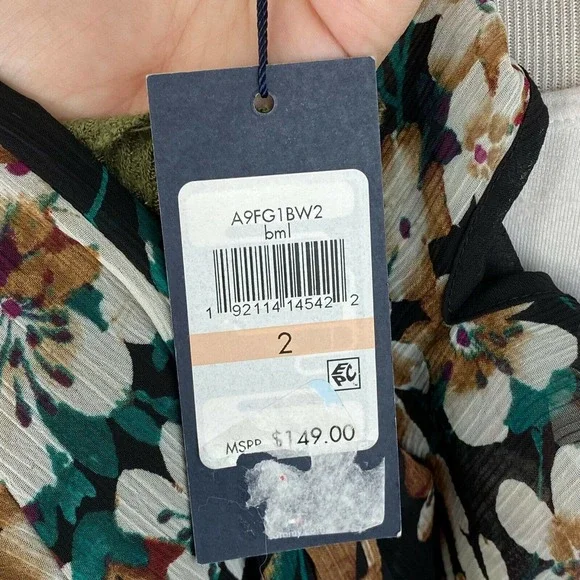 A9FG1BW2
bml
1 92114 14542 2
2
EPC
MSRP $149.00